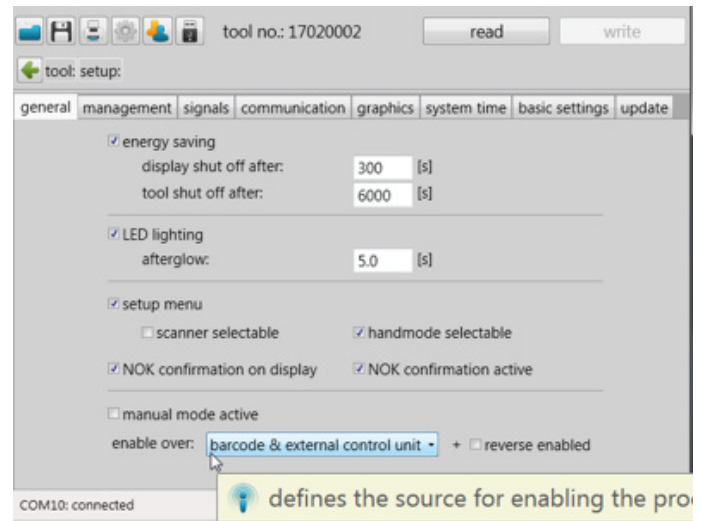 tool no.: 17020002 read write
tool: setup:
general management signals communication graphics system time basic settings update
energy saving
display shut off after: 300 [s]
tool shut off after: 6000 [s]
LED lighting
afterglow: 5.0 [s]
setup menu
scanner selectable handmode selectable
NOK confirmation on display NOK confirmation active
manual mode active
enable over: barcode & external control unit + reverse enabled
COM10: connected defines the source for enabling the pro